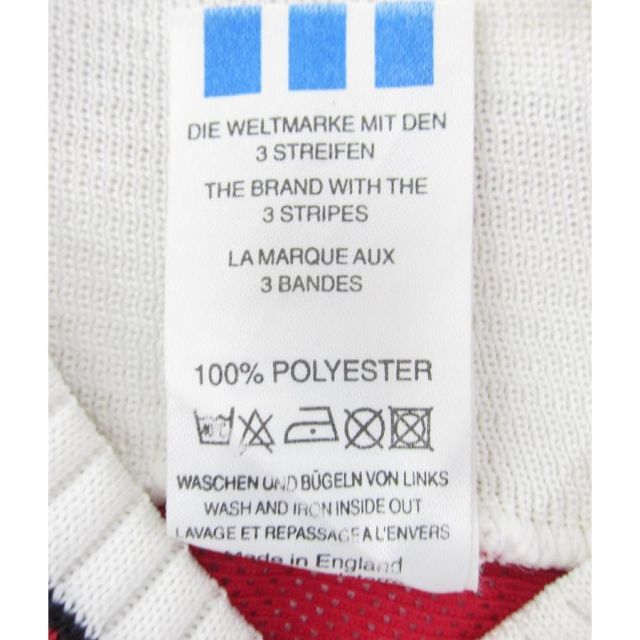 DIE WELTMARKE MIT DEN
3 STREIFEN
THE BRAND WITH THE
3 STRIPES
LA MARQUE AUX
3 BANDES
100% POLYESTER
WASCHEN UND BÜGELN VON LINKS
WASH AND IRON INSIDE OUT
LAVAGE ET REPASSAGE A L'ENVERS
Made in England